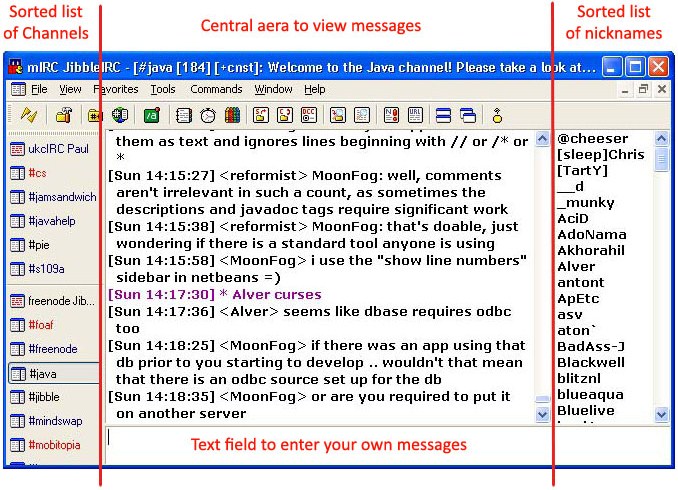 Sorted list
of Channels
Central aera to view messages
Sorted list
of nicknames
mIRC JibbleIRC - [#java [184] [+cnst]: Welcome to the Java channel! Please take a look at...
File View Favorites Tools Commands Window Help
ukcIRC Paul
#cs
#jamsandwich
#javahelp
#pie
#s109a
freenode Jib...
#foaf
#freenode
#java
#jibble
#mindswap
#mobitopia
them as text and ignores lines beginning with // or /* or
*
[Sun 14:15:27] <reformist> MoonFog: well, comments
aren't irrelevant in such a count, as sometimes the
descriptions and javadoc tags require significant work
[Sun 14:15:38] <reformist> MoonFog: that's doable, just
wondering if there is a standard tool anyone is using
[Sun 14:15:58] <MoonFog> i use the "show line numbers"
sidebar in netbeans =)
[Sun 14:17:30] * Alver curses
[Sun 14:17:36] <Alver> seems like dbase requires odbc
too
[Sun 14:18:25] <MoonFog> if there was an app using that
db prior to you starting to develop .. wouldn't that mean
that there is an odbc source set up for the db
[Sun 14:18:35] <MoonFog> or are you required to put it
on another server
@cheeser
[sleep]Chris
[TartY]
__d
_munky
AciD
AdoNama
Akhorahil
Alver
antont
ApEtc
asv
aton`
BadAss-J
Blackwell
blitznl
blueaqua
Bluelive
Text field to enter your own messages